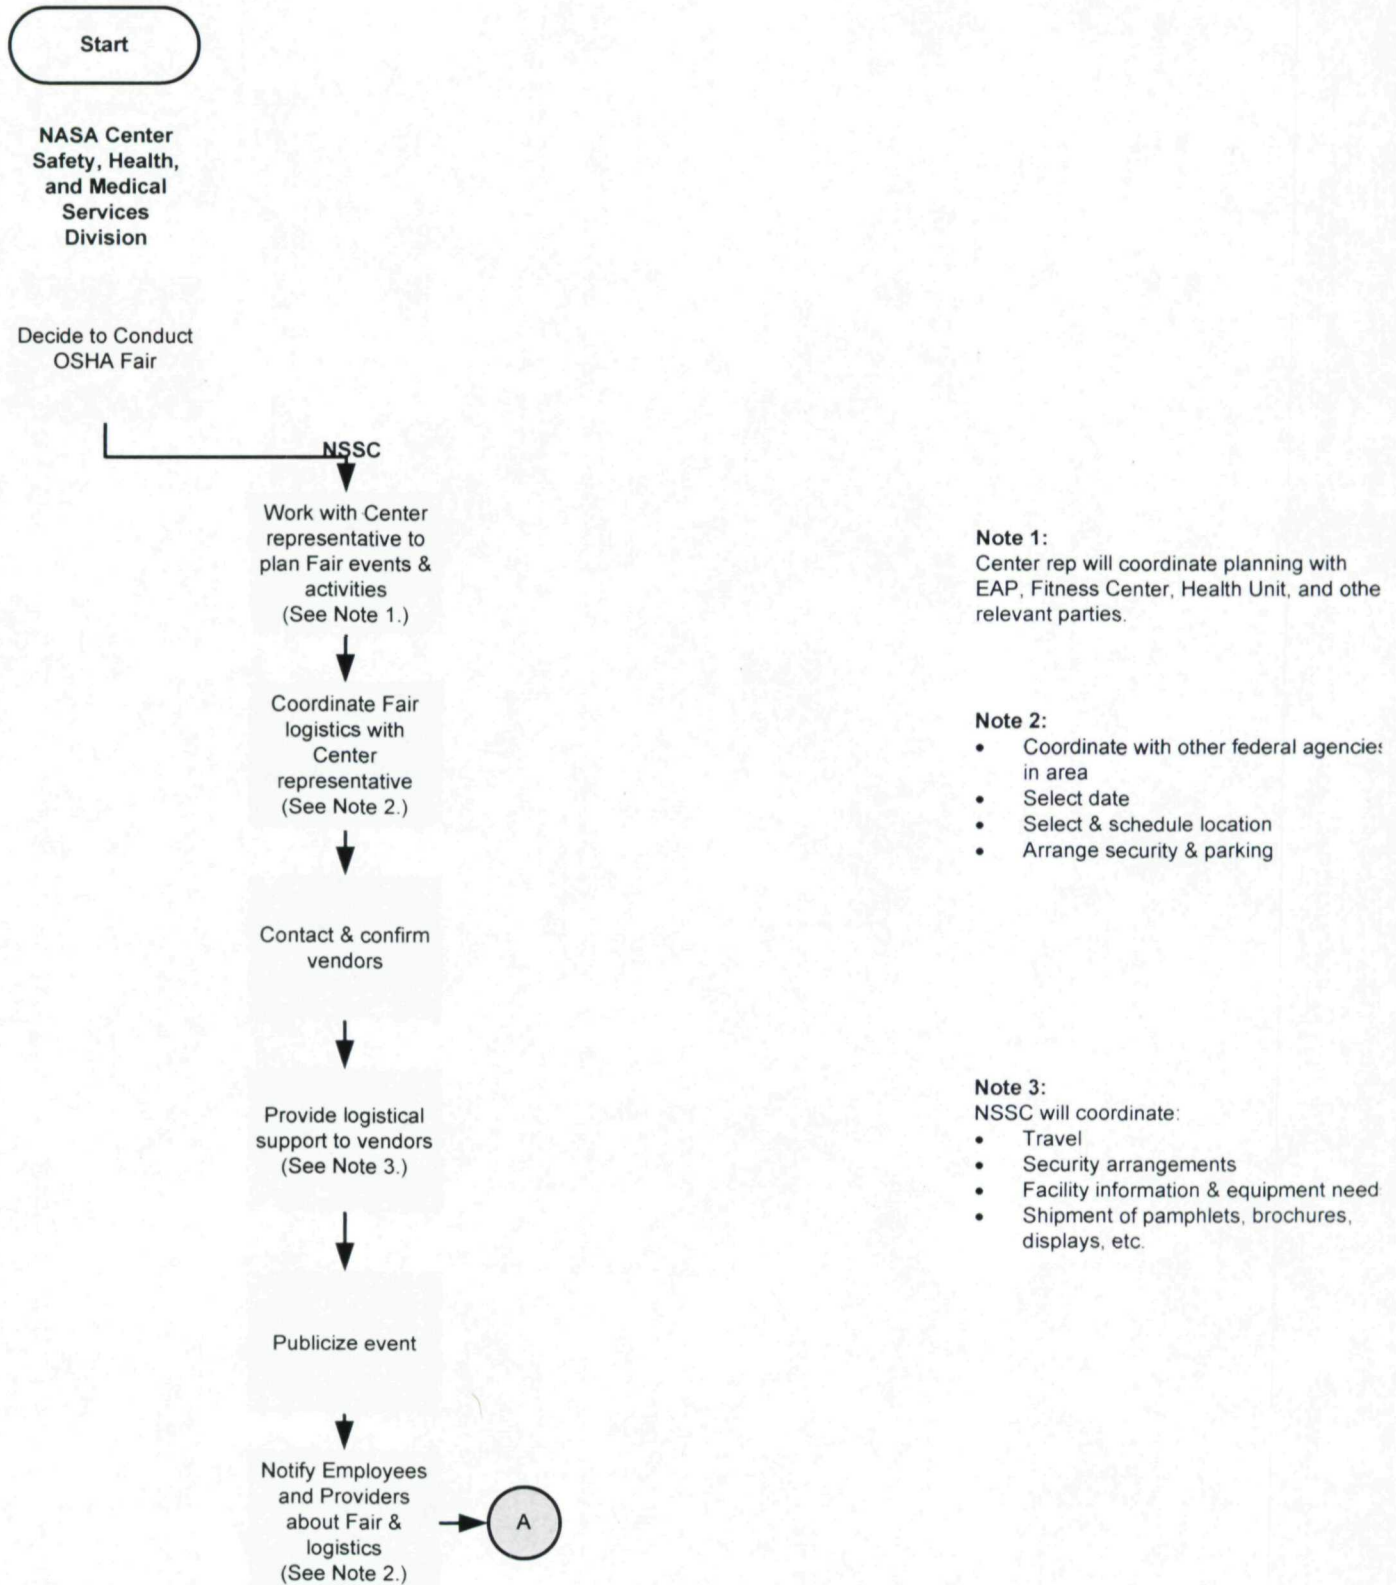 Start
NASA Center
Safety, Health,
and Medical
Services
Division
Decide to Conduct
OSHA Fair
NSSC
Work with Center
representative to
plan Fair events &
activities
(See Note 1.)
Coordinate Fair
logistics with
Center
representative
(See Note 2.)
Contact & confirm
vendors
Provide logistical
support to vendors
(See Note 3.)
Publicize event
Notify Employees
and Providers
about Fair &
logistics
(See Note 2.)
A
Note 1:
Center rep will coordinate planning with
EAP, Fitness Center, Health Unit, and othe
relevant parties.
Note 2:
• Coordinate with other federal agencies
in area
• Select date
• Select & schedule location
• Arrange security & parking
Note 3:
NSSC will coordinate:
• Travel
• Security arrangements
• Facility information & equipment need
• Shipment of pamphlets, brochures,
displays, etc.